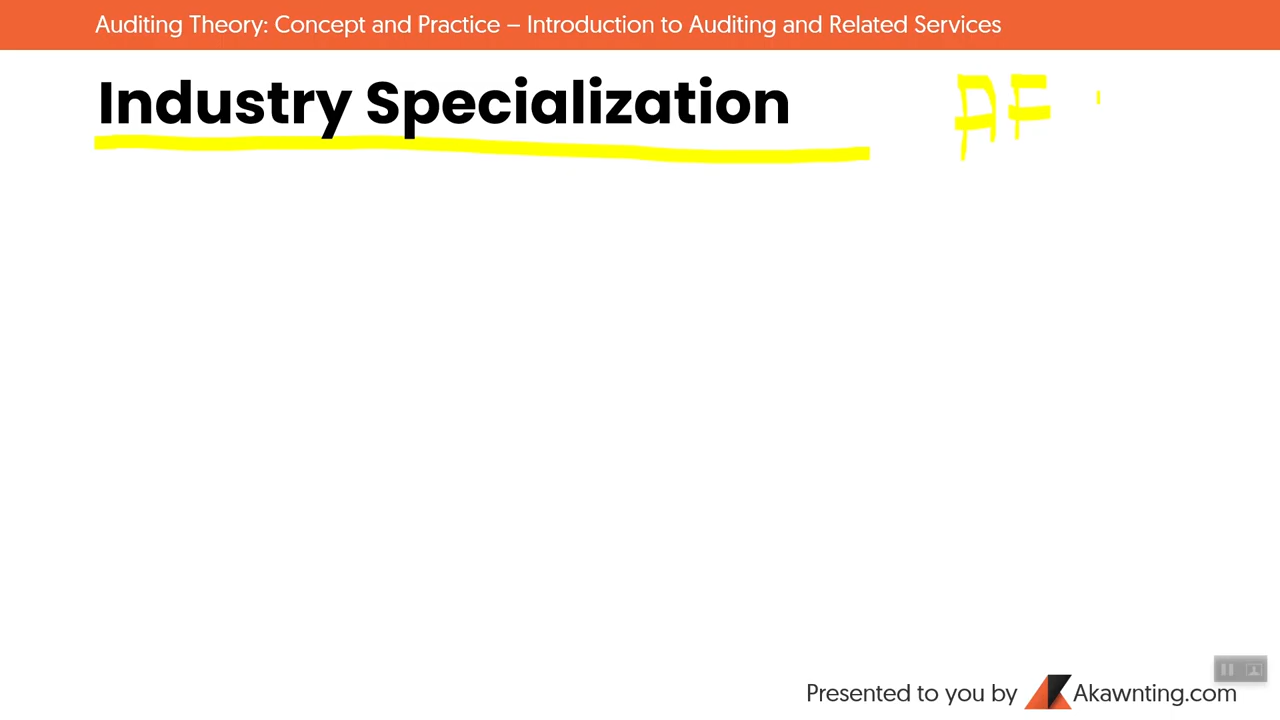 Auditing Theory: Concept and Practice – Introduction to Auditing and Related Services
Industry Specialization AF
Presented to you by Akawnting.com